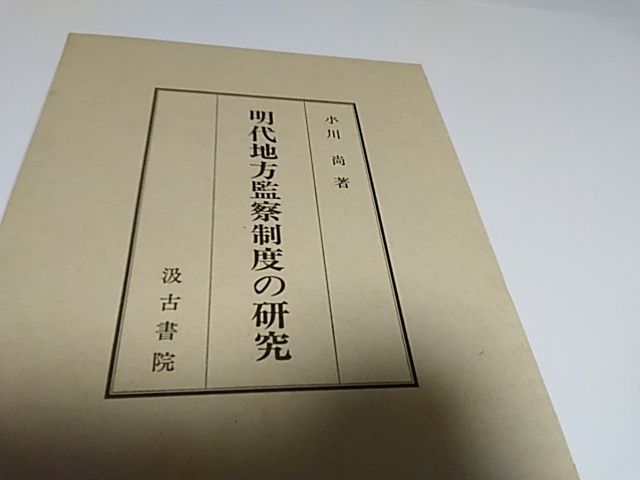 小川 尚 著
明代地方監察制度の研究
汲古書院